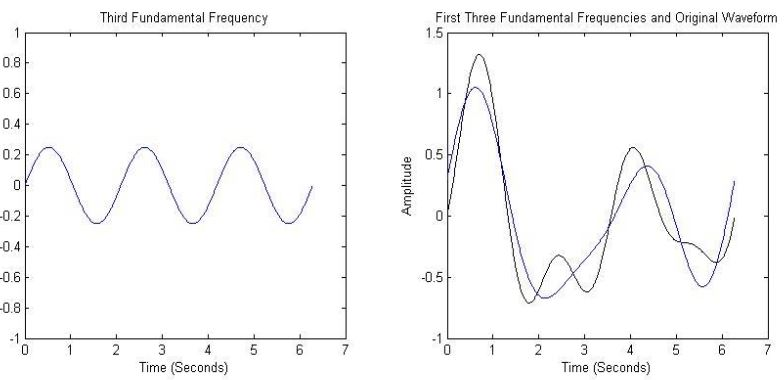 Third Fundamental Frequency
1
0.8
0.6
0.4
0.2
0
-0.2
-0.4
-0.6
-0.8
-1
0 1 2 3 4 5 6 7
Time (Seconds)
First Three Fundamental Frequencies and Original Waveform
1.5
1
0.5
0
-0.5
-1
Amplitude
0 1 2 3 4 5 6 7
Time (Seconds)